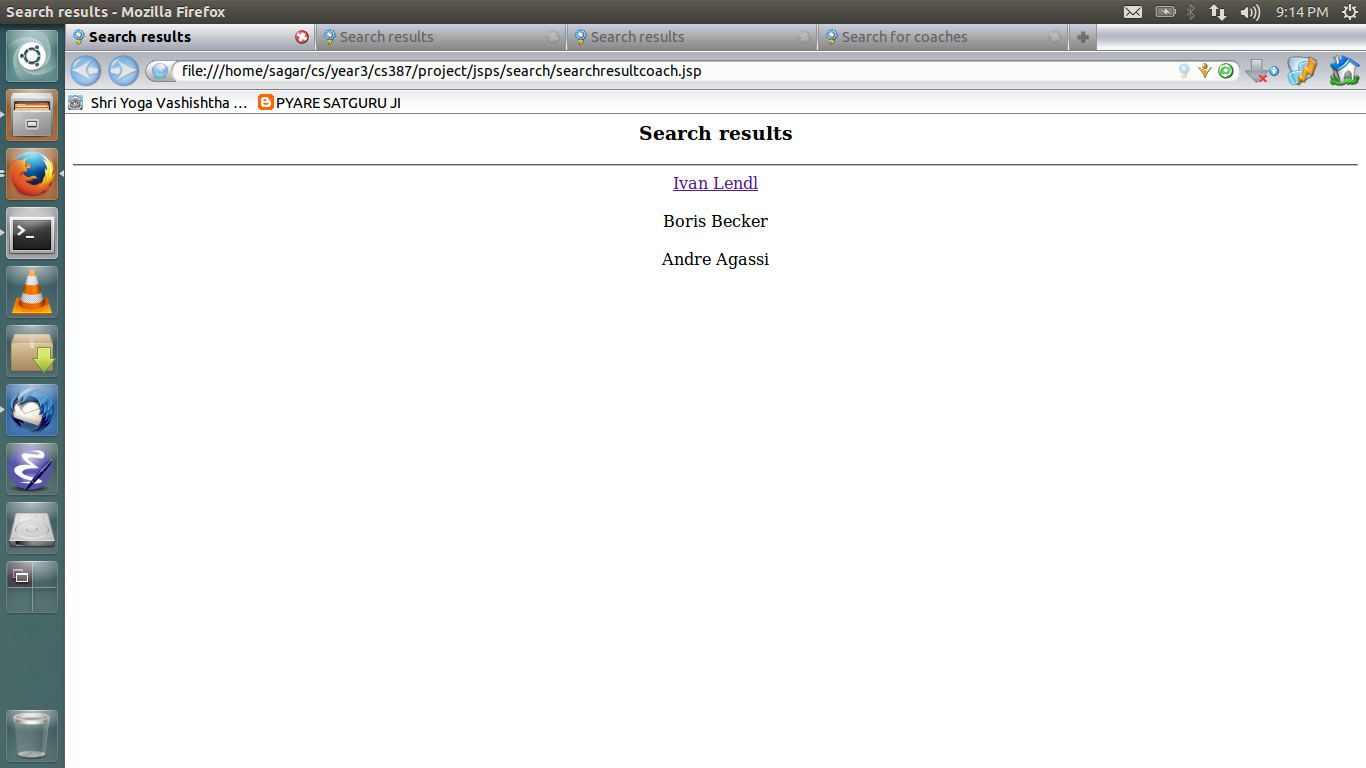 Search results - Mozilla Firefox
9:14 PM
Search results
Search results
Search results
Search for coaches
file:///home/sagar/cs/year3/cs387/project/jsps/search/searchresultcoach.jsp
Shri Yoga Vashishtha ...
PYARE SATGURU JI
Search results
Ivan Lendl
Boris Becker
Andre Agassi